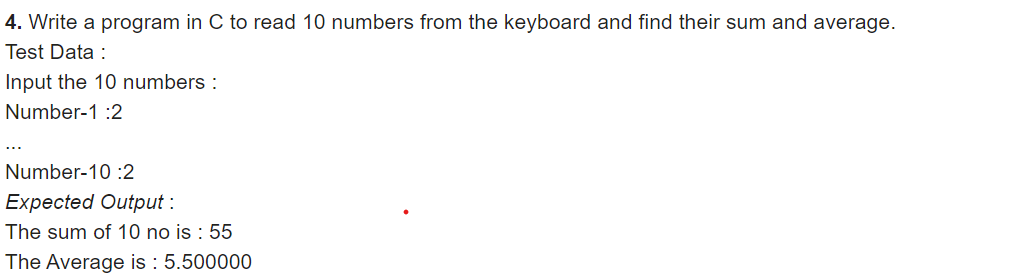 4. Write a program in C to read 10 numbers from the keyboard and find their sum and average.
Test Data :
Input the 10 numbers :
Number-1 :2
...
Number-10 :2
Expected Output :
The sum of 10 no is : 55
The Average is : 5.500000